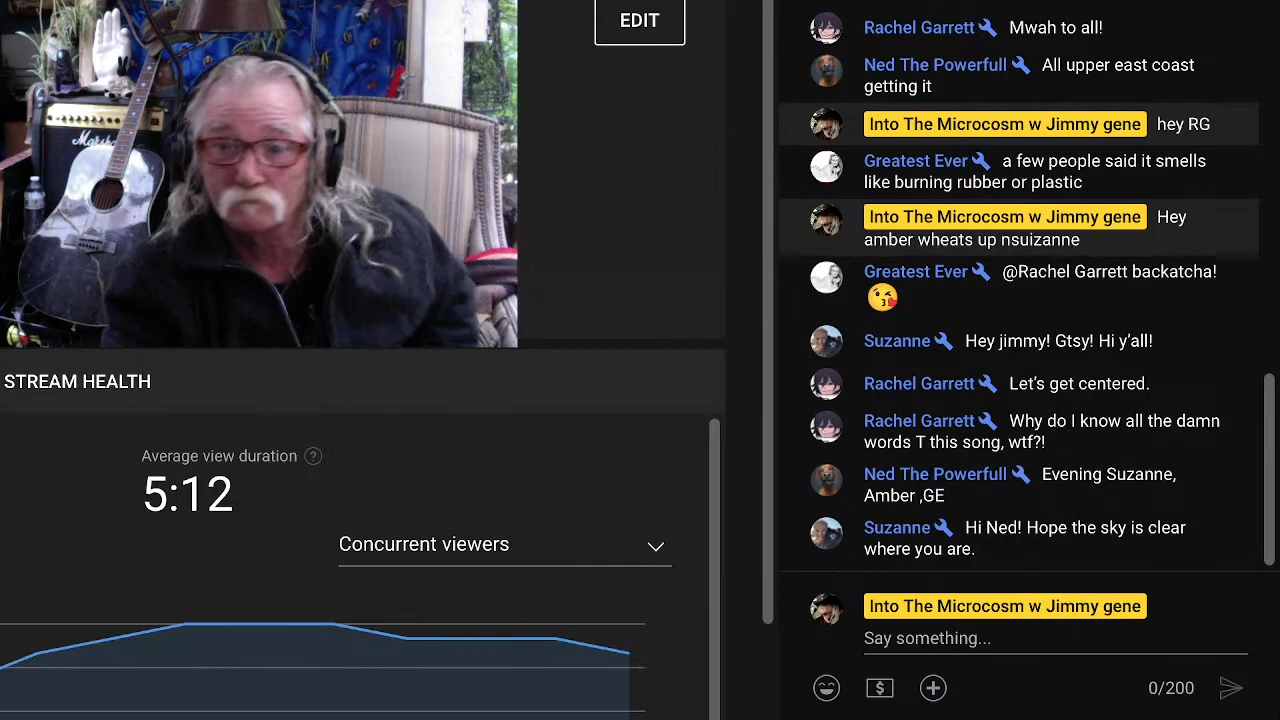 EDIT
Marshall
STREAM HEALTH
Average view duration ?
5:12
Concurrent viewers
Rachel Garrett Mwah to all!
Ned The Powerfull All upper east coast
getting it
Into The Microcosm w Jimmy gene hey RG
Greatest Ever a few people said it smells
like burning rubber or plastic
Into The Microcosm w Jimmy gene Hey
amber wheats up nsuizanne
Greatest Ever @Rachel Garrett backatcha!
Suzanne Hey jimmy! Gtsy! Hi y’all!
Rachel Garrett Let’s get centered.
Rachel Garrett Why do I know all the damn
words T this song, wtf?!
Ned The Powerfull Evening Suzanne,
Amber ,GE
Suzanne Hi Ned! Hope the sky is clear
where you are.
Into The Microcosm w Jimmy gene
Say something...
$ 0/200